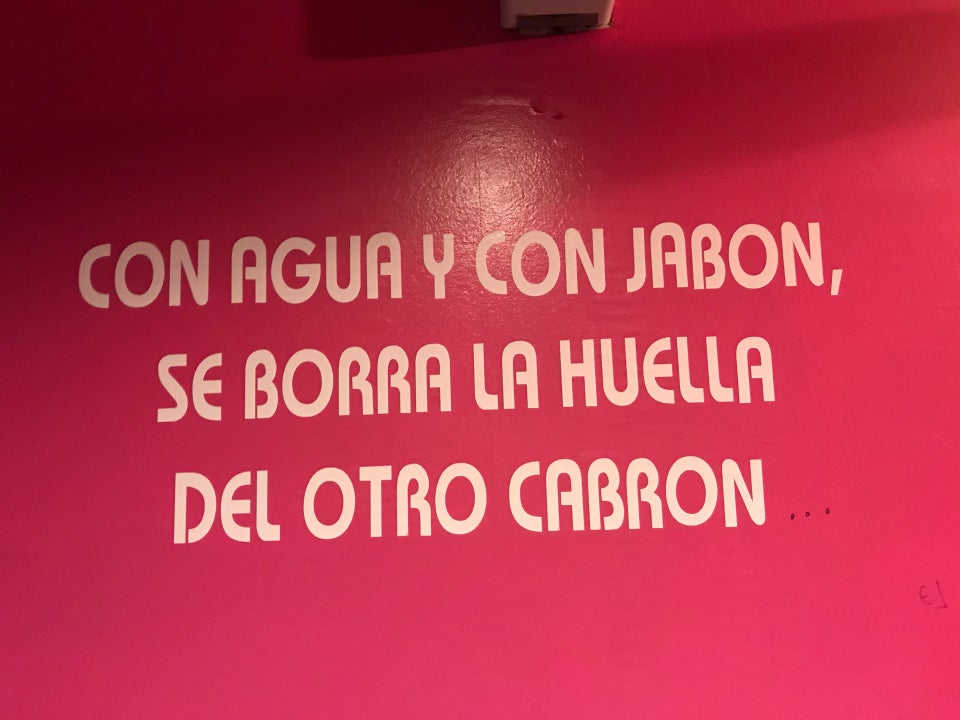 CON AGUA Y CON JABON,
SE BORRA LA HUELLA
DEL OTRO CABRON ...